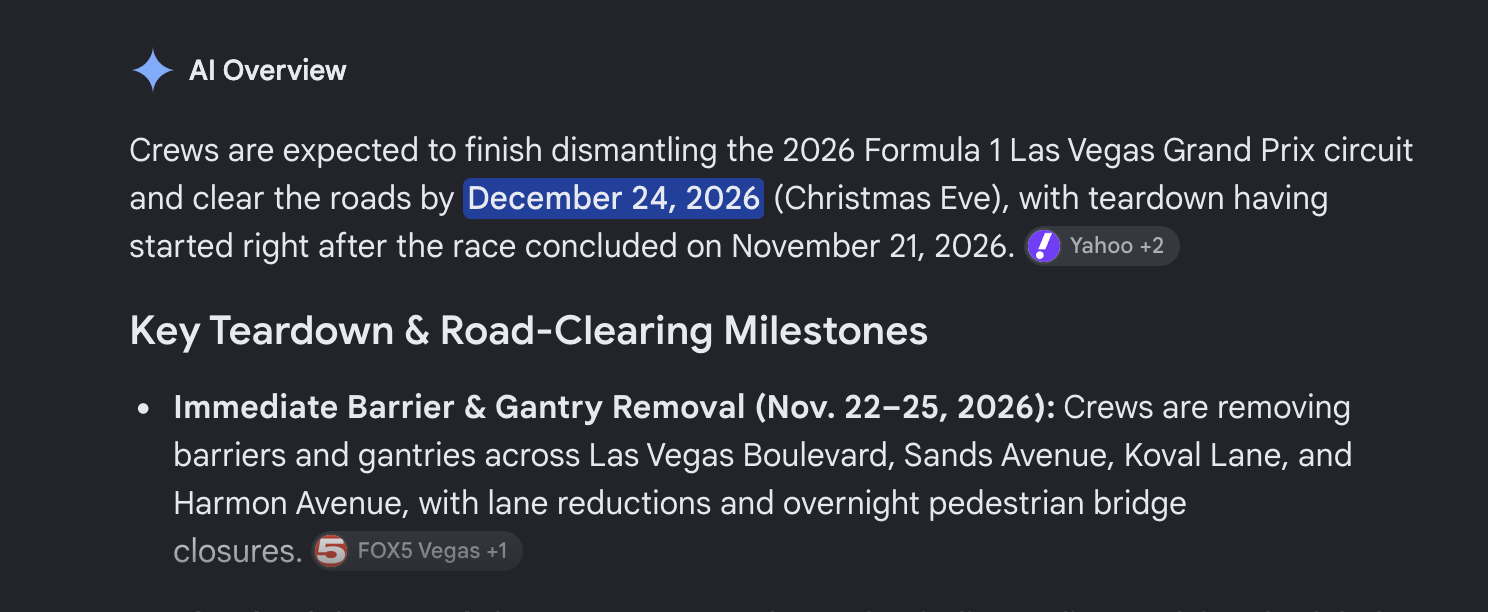 AI Overview
Crews are expected to finish dismantling the 2026 Formula 1 Las Vegas Grand Prix circuit
and clear the roads by December 24, 2026 (Christmas Eve), with teardown having
started right after the race concluded on November 21, 2026. Yahoo +2
Key Teardown & Road-Clearing Milestones
• Immediate Barrier & Gantry Removal (Nov. 22–25, 2026): Crews are removing
barriers and gantries across Las Vegas Boulevard, Sands Avenue, Koval Lane, and
Harmon Avenue, with lane reductions and overnight pedestrian bridge
closures. 5 FOX5 Vegas +1